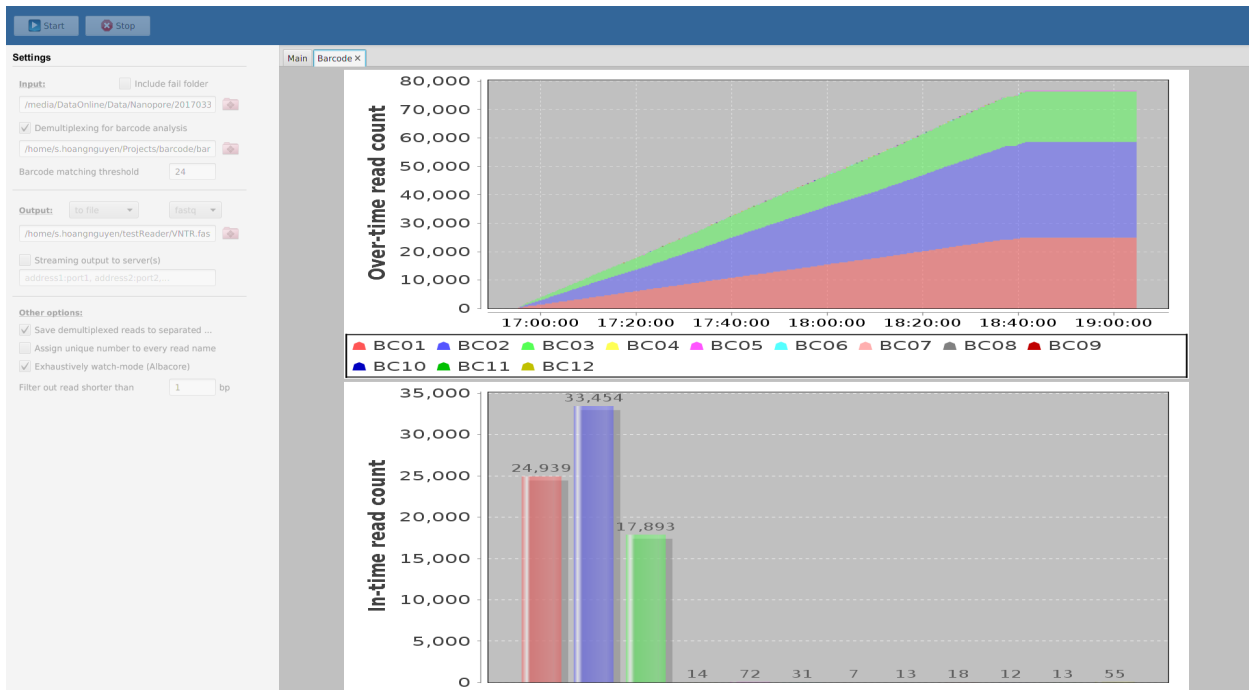 Start Stop
Settings
Main Barcode
Input: Include fail folder
/media/DataOnline/Data/Nanopore/2017033
Demultiplexing for barcode analysis
/home/s.hoangnguyen/Projects/barcode/bar
Barcode matching threshold 24
Output: to file fastq
/home/s.hoangnguyen/testReader/VNTR.fas
Streaming output to server(s)
address1:port1, address2:port2...
Other options:
Save demultiplexed reads to separated ...
Assign unique number to every read name
Exhaustively watch-mode (Albacore)
Filter out read shorter than 1 bp
Over-time read count
80,000
70,000
60,000
50,000
40,000
30,000
20,000
10,000
0
17:00:00 17:20:00 17:40:00 18:00:00 18:20:00 18:40:00 19:00:00
BC01 BC02 BC03 BC04 BC05 BC06 BC07 BC08 BC09
BC10 BC11 BC12
In-time read count
35,000
30,000
25,000
20,000
15,000
10,000
5,000
0
24,939 33,454 17,893 14 72 31 7 13 18 12 13 55